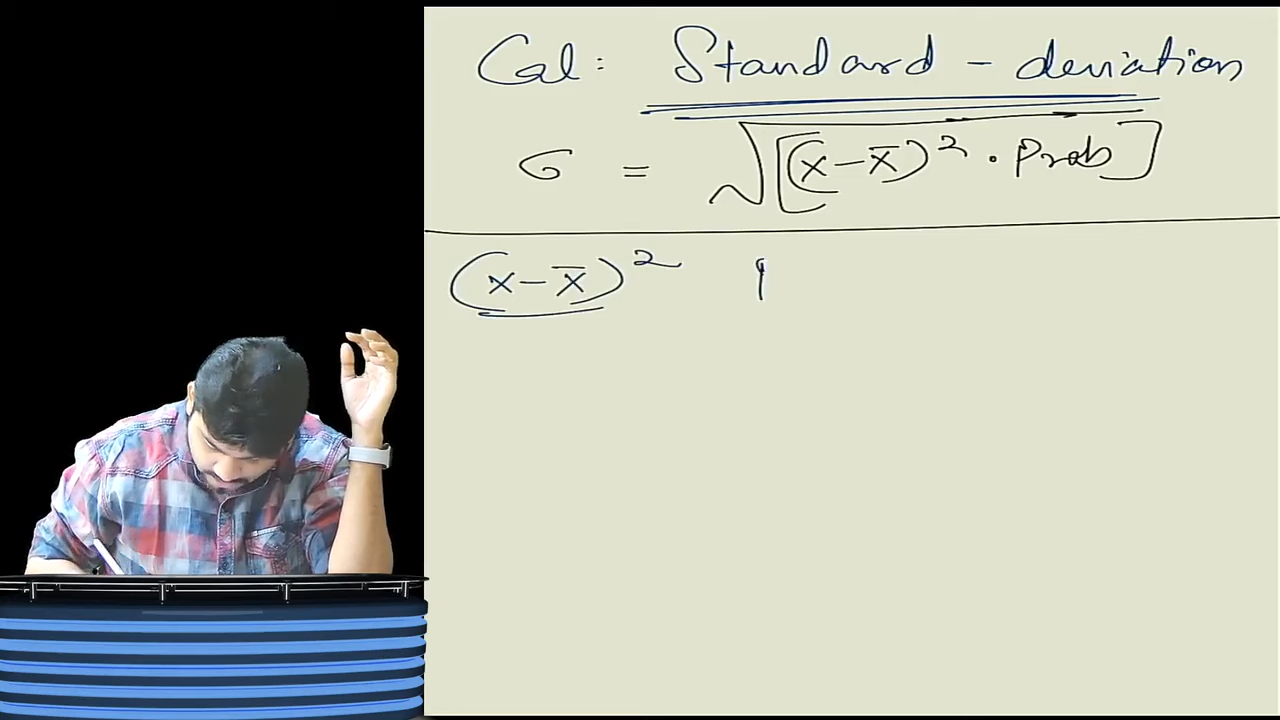 Cal: Standard - deviation
σ = √[(x-x̄)² · Prob]
(x-x̄)²